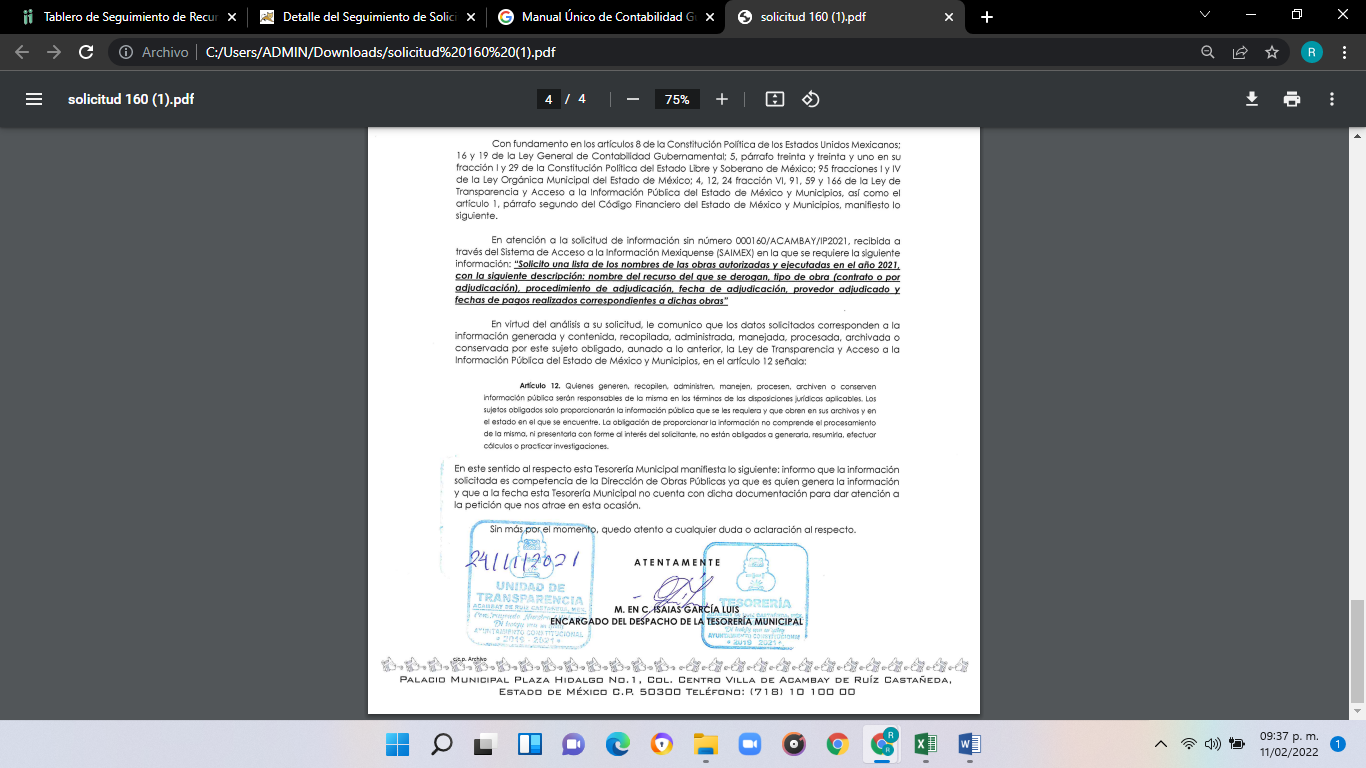 Tablero de Seguimiento de Recur
Detalle del Seguimiento de Solici
Manual Único de Contabilidad Gu
solicitud 160 (1).pdf
Archivo
C:/Users/ADMIN/Downloads/solicitud%20160%20(1).pdf
R
solicitud 160 (1).pdf
4 / 4
75%
Con fundamento en los artículos 8 de la Constitución Política de los Estados Unidos Mexicanos;
16 y 19 de la Ley General de Contabilidad Gubernamental; 5, párrafo treinta y treinta y uno en su
fracción I y 29 de la Constitución Política del Estado Libre y Soberano de México; 95 fracciones I y IV
de la Ley Orgánica Municipal del Estado de México; 4, 12, 24 fracción VI, 91, 59 y 166 de la Ley de
Transparencia y Acceso a la Información Pública del Estado de México y Municipios, así como el
artículo 1, párrafo segundo del Código Financiero del Estado de México y Municipios, manifiesto lo
siguiente.
En atención a la solicitud de información sin número 000160/ACAMBAY/IP2021, recibida a
través del Sistema de Acceso a la Información Mexiquense (SAIMEX) en la que se requiere la siguiente
información: "Solicito una lista de los nombres de las obras autorizadas y ejecutadas en el año 2021,
con la siguiente descripción: nombre del recurso del que se derogan, tipo de obra (contrato o por
adjudicación), procedimiento de adjudicación, fecha de adjudicación, provedor adjudicado y
fechas de pagos realizados correspondientes a dichas obras"
En virtud del análisis a su solicitud, le comunico que los datos solicitados corresponden a la
información generada y contenida, recopilada, administrada, manejada, procesada, archivada o
conservada por este sujeto obligado, aunado a lo anterior, la Ley de Transparencia y Acceso a la
Información Pública del Estado de México y Municipios, en el artículo 12 señala:
Artículo 12. Quienes generen, recopilen, administren, manejen, procesen, archiven o conserven
información pública serán responsables de la misma en los términos de las disposiciones jurídicas aplicables. Los
sujetos obligados solo proporcionarán la información pública que se les requiera y que obren en sus archivos y en
el estado en el que se encuentre. La obligación de proporcionar la información no comprende el procesamiento
de la misma, ni presentarla con forme al interés del solicitante, no están obligados a generarla, resumirla, efectuar
cálculos o practicar investigaciones.
En este sentido al respecto esta Tesorería Municipal manifiesta lo siguiente: informo que la información
solicitada es competencia de la Dirección de Obras Públicas ya que es quien genera la información
y que a la fecha esta Tesorería Municipal no cuenta con dicha documentación para dar atención a
la petición que nos atrae en esta ocasión.
Sin más por el momento, quedo atento a cualquier duda o aclaración al respecto.
24/11/2021
UNIDAD DE
TRANSPARENCIA
ACAMBAY DE RUIZ CASTAÑEDA, MEX.
AYUNTAMIENTO CONSTITUCIONAL
2019 - 2021
ATENTAMENTE
TESORERÍA
AYUNTAMIENTO CONSTITUCIONAL
2019 2021
M. EN C. ISAIAS GARCÍA LUIS
ENCARGADO DEL DESPACHO DE LA TESORERÍA MUNICIPAL
c.c.p. Archivo
PALACIO MUNICIPAL PLAZA HIDALGO NO.1, COL. CENTRO VILLA DE ACAMBAY DE RUÍZ CASTAÑEDA,
ESTADO DE MÉXICO C.P. 50300 TELÉFONO: (718) 10 100 00
R
09:37 p. m.
11/02/2022
1